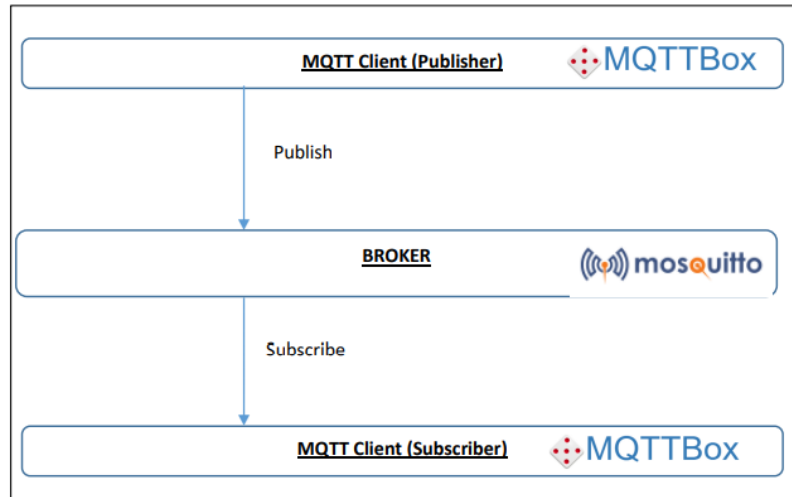 MQTT Client (Publisher) MQTTBox
Publish
BROKER mosquitto
Subscribe
MQTT Client (Subscriber) MQTTBox